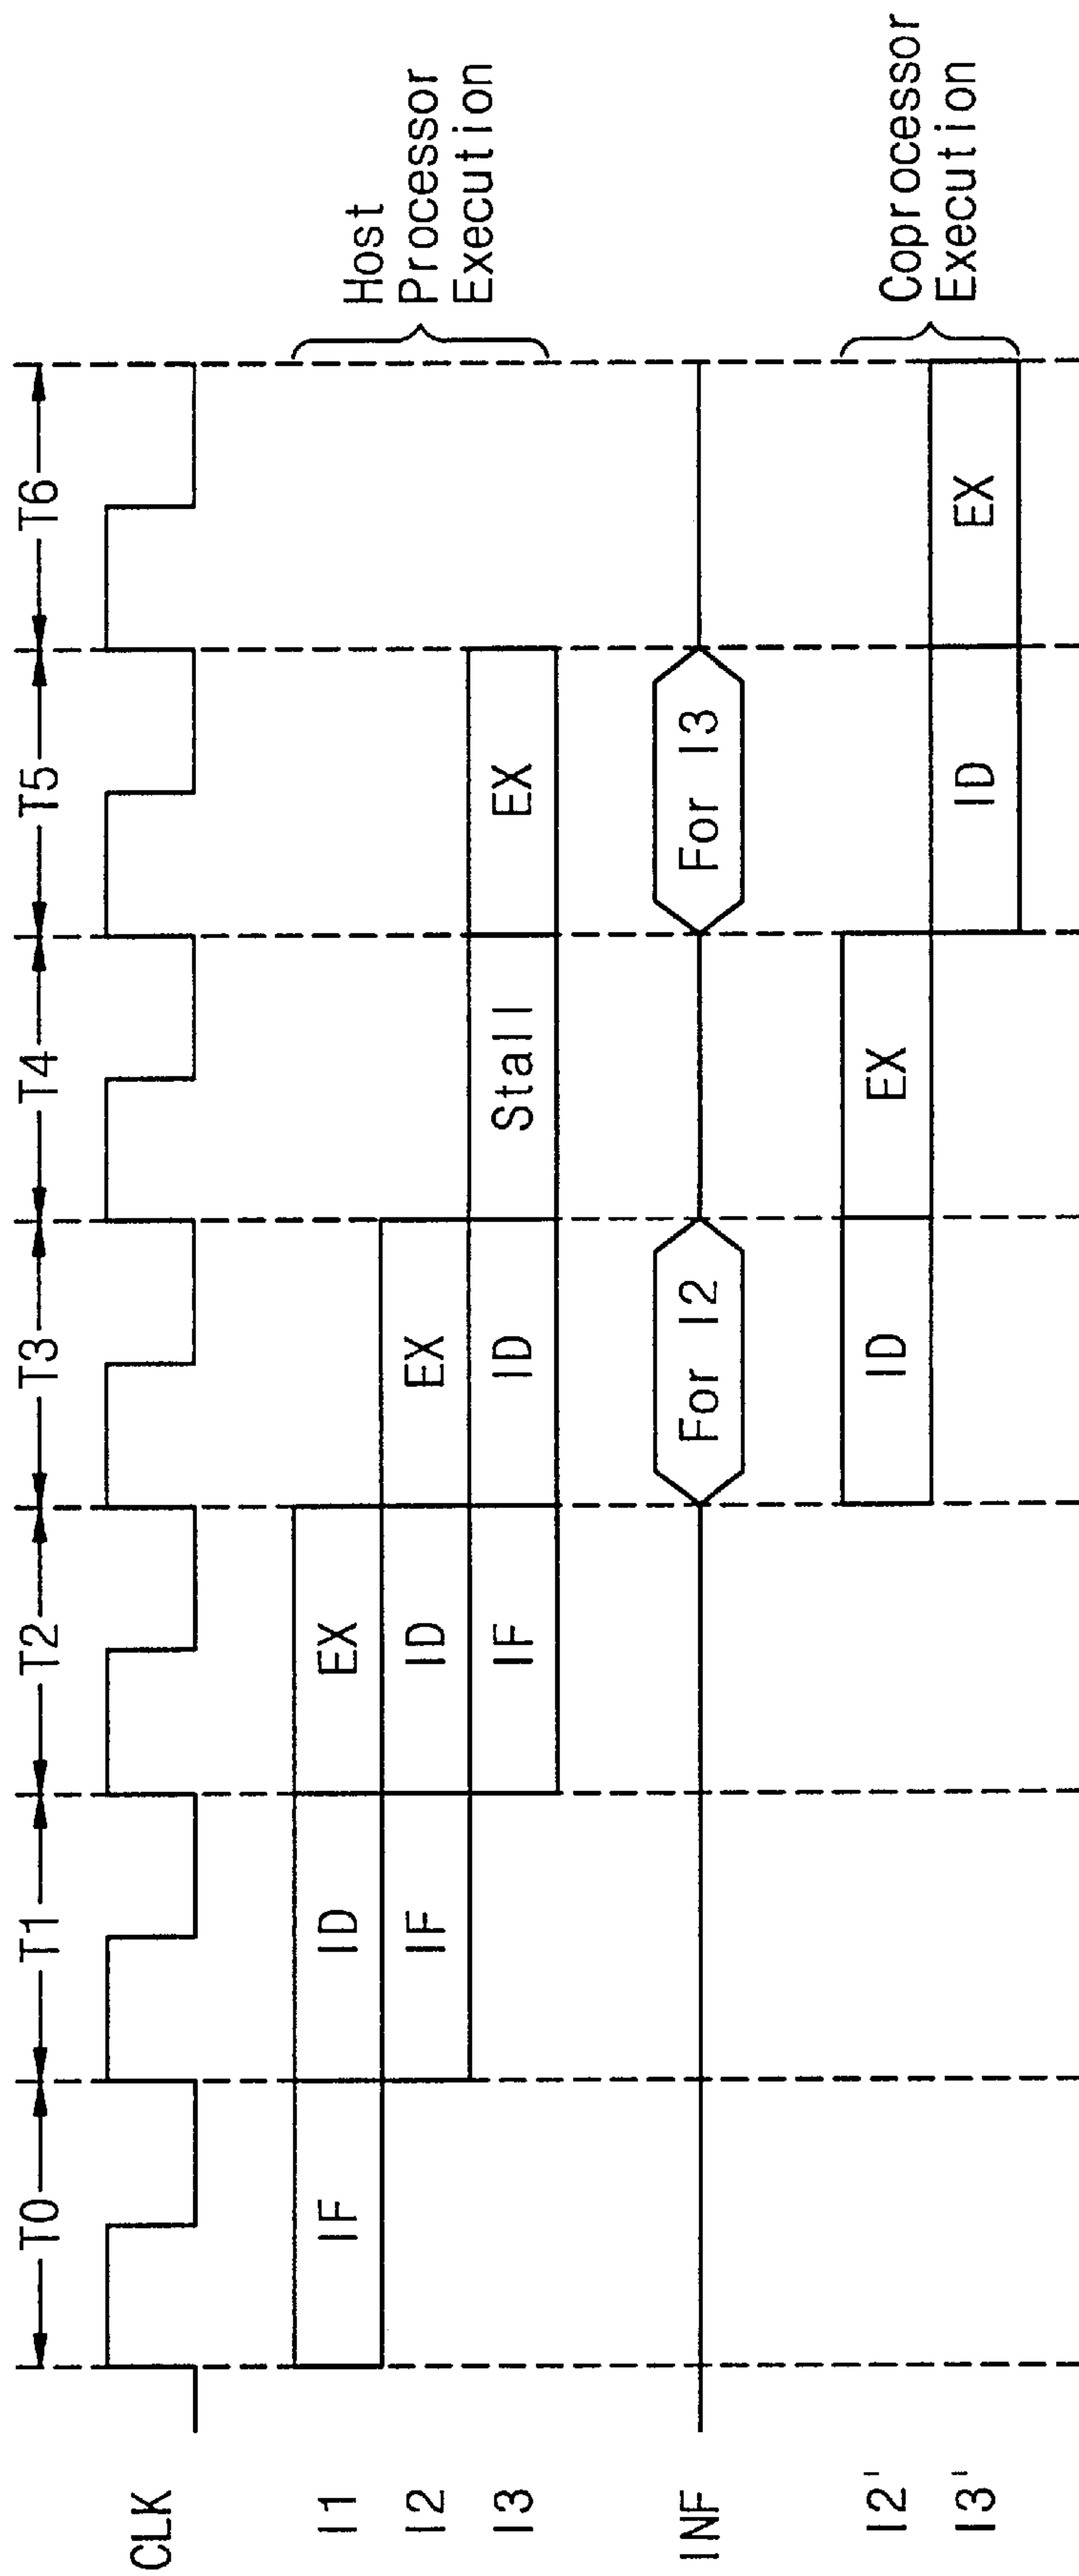 T0 T1 T2 T3 T4 T5 T6
CLK
I1 IF ID EX
I2 IF ID EX
I3 IF ID Stall EX
Host
Processor
Execution
INF For I2 For I3
I2' ID EX
I3' ID EX
Coprocessor
Execution